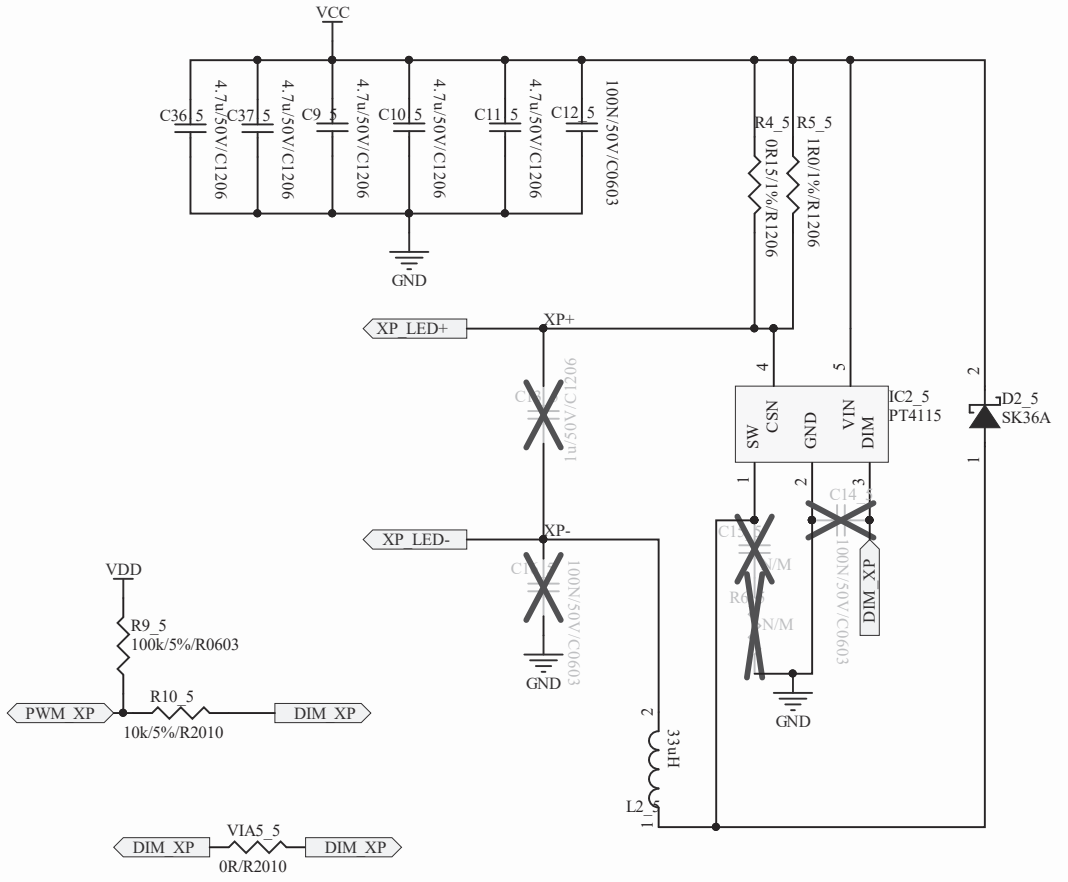 VCC
C36_5
4.7u/50V/C1206
C37_5
4.7u/50V/C1206
C9_5
4.7u/50V/C1206
C10_5
4.7u/50V/C1206
C11_5
4.7u/50V/C1206
C12_5
100N/50V/C0603
GND
R4_5
0R15/1%/R1206
R5_5
1R0/1%/R1206
XP_LED+
XP+
1u/50V/C1206
4
5
CSN
VIN
SW
GND
DIM
IC2_5
PT4115
1
2
3
2
D2_5
SK36A
1
XP_LED-
XP-
100N/50V/C0603
GND
N/M
N/M
C14_5
100N/50V/C0603
DIM_XP
GND
VDD
R9_5
100k/5%/R0603
PWM_XP
R10_5
10k/5%/R2010
DIM_XP
2
33uH
L2_5
1
DIM_XP
VIA5_5
0R/R2010
DIM_XP